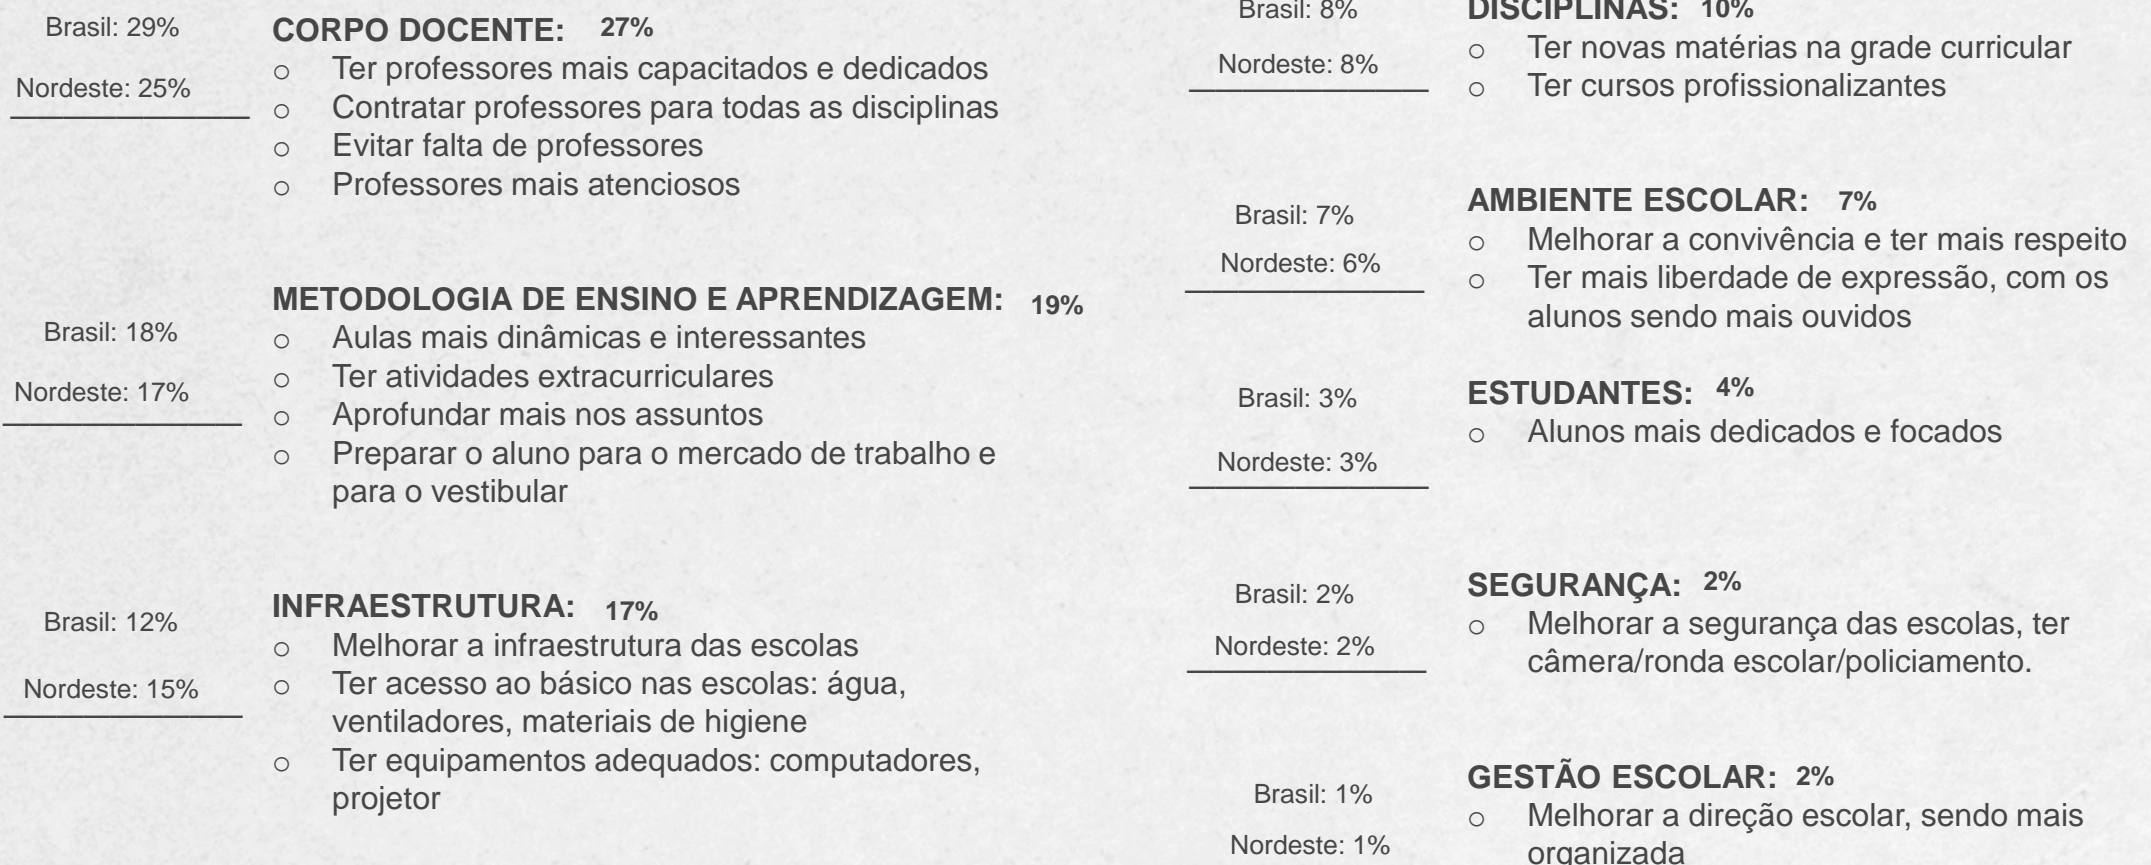 Brasil: 29%
Nordeste: 25%
CORPO DOCENTE: 27%
○ Ter professores mais capacitados e dedicados
○ Contratar professores para todas as disciplinas
○ Evitar falta de professores
○ Professores mais atenciosos
Brasil: 18%
Nordeste: 17%
METODOLOGIA DE ENSINO E APRENDIZAGEM: 19%
○ Aulas mais dinâmicas e interessantes
○ Ter atividades extracurriculares
○ Aprofundar mais nos assuntos
○ Preparar o aluno para o mercado de trabalho e
para o vestibular
Brasil: 12%
Nordeste: 15%
INFRAESTRUTURA: 17%
○ Melhorar a infraestrutura das escolas
○ Ter acesso ao básico nas escolas: água,
ventiladores, materiais de higiene
○ Ter equipamentos adequados: computadores,
projetor
Brasil: 8%
Nordeste: 8%
DISCIPLINAS: 10%
○ Ter novas matérias na grade curricular
○ Ter cursos profissionalizantes
Brasil: 7%
Nordeste: 6%
AMBIENTE ESCOLAR: 7%
○ Melhorar a convivência e ter mais respeito
○ Ter mais liberdade de expressão, com os
alunos sendo mais ouvidos
Brasil: 3%
Nordeste: 3%
ESTUDANTES: 4%
○ Alunos mais dedicados e focados
Brasil: 2%
Nordeste: 2%
SEGURANÇA: 2%
○ Melhorar a segurança das escolas, ter
câmera/ronda escolar/policiamento.
Brasil: 1%
Nordeste: 1%
GESTÃO ESCOLAR: 2%
○ Melhorar a direção escolar, sendo mais
organizada